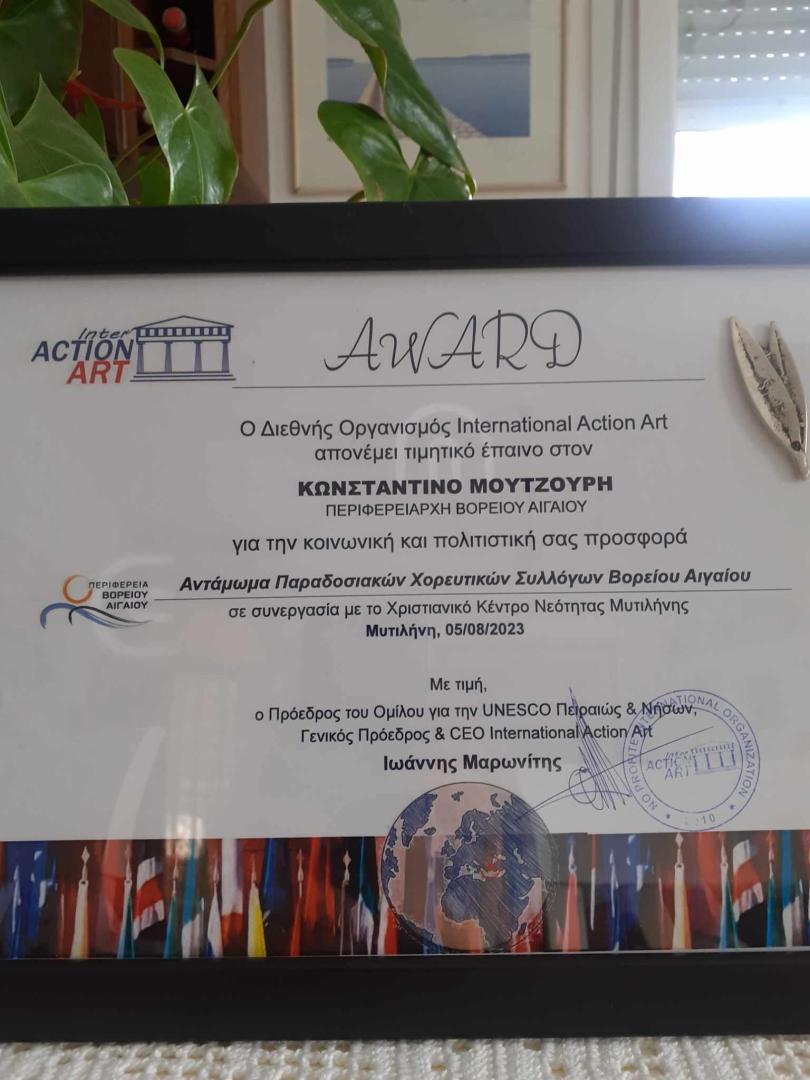 Inter
ACTION
ART
AWARD
Ο Διεθνής Οργανισμός International Action Art
απονέμει τιμητικό έπαινο στον
ΚΩΝΣΤΑΝΤΙΝΟ ΜΟΥΤΖΟΥΡΗ
ΠΕΡΙΦΕΡΕΙΑΡΧΗ ΒΟΡΕΙΟΥ ΑΙΓΑΙΟΥ
για την κοινωνική και πολιτιστική σας προσφορά
ΠΕΡΙΦΕΡΕΙΑ
ΒΟΡΕΙΟΥ
ΑΙΓΑΙΟΥ
Αντάμωμα Παραδοσιακών Χορευτικών Συλλόγων Βορείου Αιγαίου
σε συνεργασία με το Χριστιανικό Κέντρο Νεότητας Μυτιλήνης
Μυτιλήνη, 05/08/2023
Με τιμή,
ο Πρόεδρος του Ομίλου για την UNESCO Πειραιώς & Νήσων,
Γενικός Πρόεδρος & CEO International Action Art
Ιωάννης Μαρωνίτης
NO PROFITE INTERNATIONAL ORGANIZATION
Inter
ACTION
ART